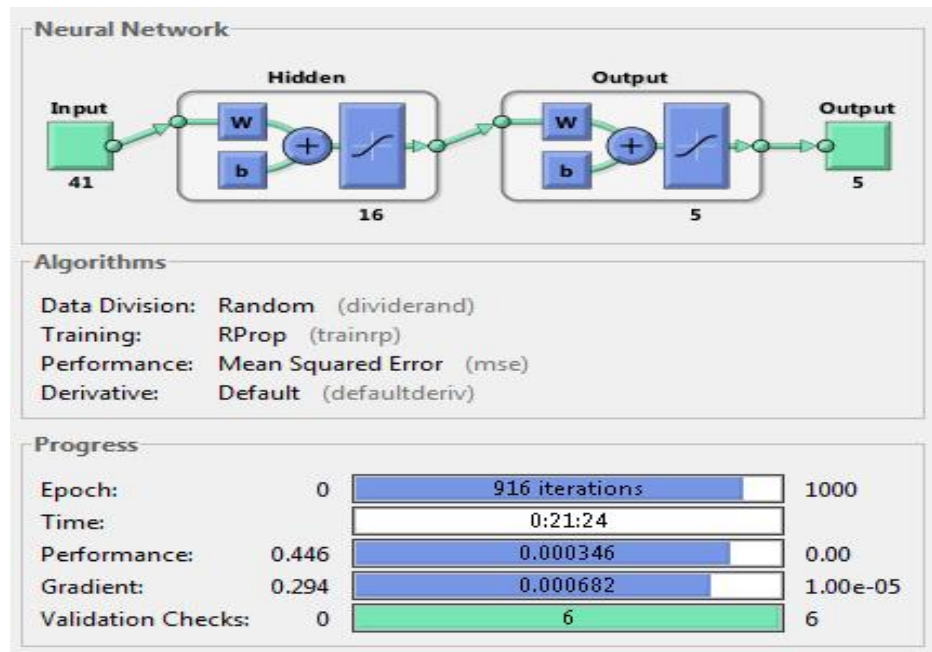 Neural Network
Hidden Output
Input Output
W W
+ +
b b
41 5
16 5
Algorithms
Data Division: Random (dividerand)
Training: RProp (trainrp)
Performance: Mean Squared Error (mse)
Derivative: Default (defaultderiv)
Progress
Epoch: 0 916 iterations 1000
Time: 0:21:24
Performance: 0.446 0.000346 0.00
Gradient: 0.294 0.000682 1.00e-05
Validation Checks: 0 6 6